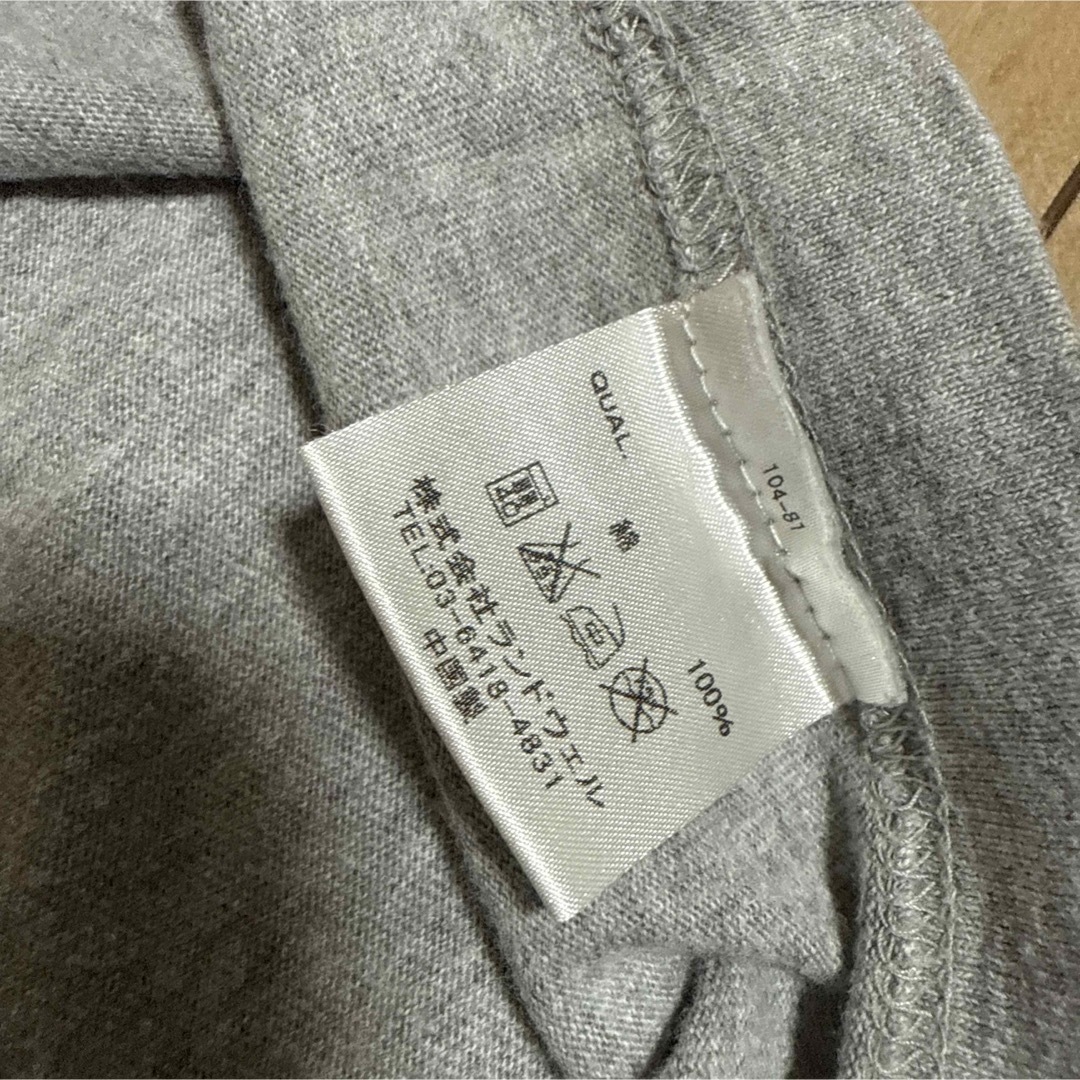 104-81
QUAL.
綿 100%
40
株式会社ランドウエル
TEL:03-6418-4831
中国製